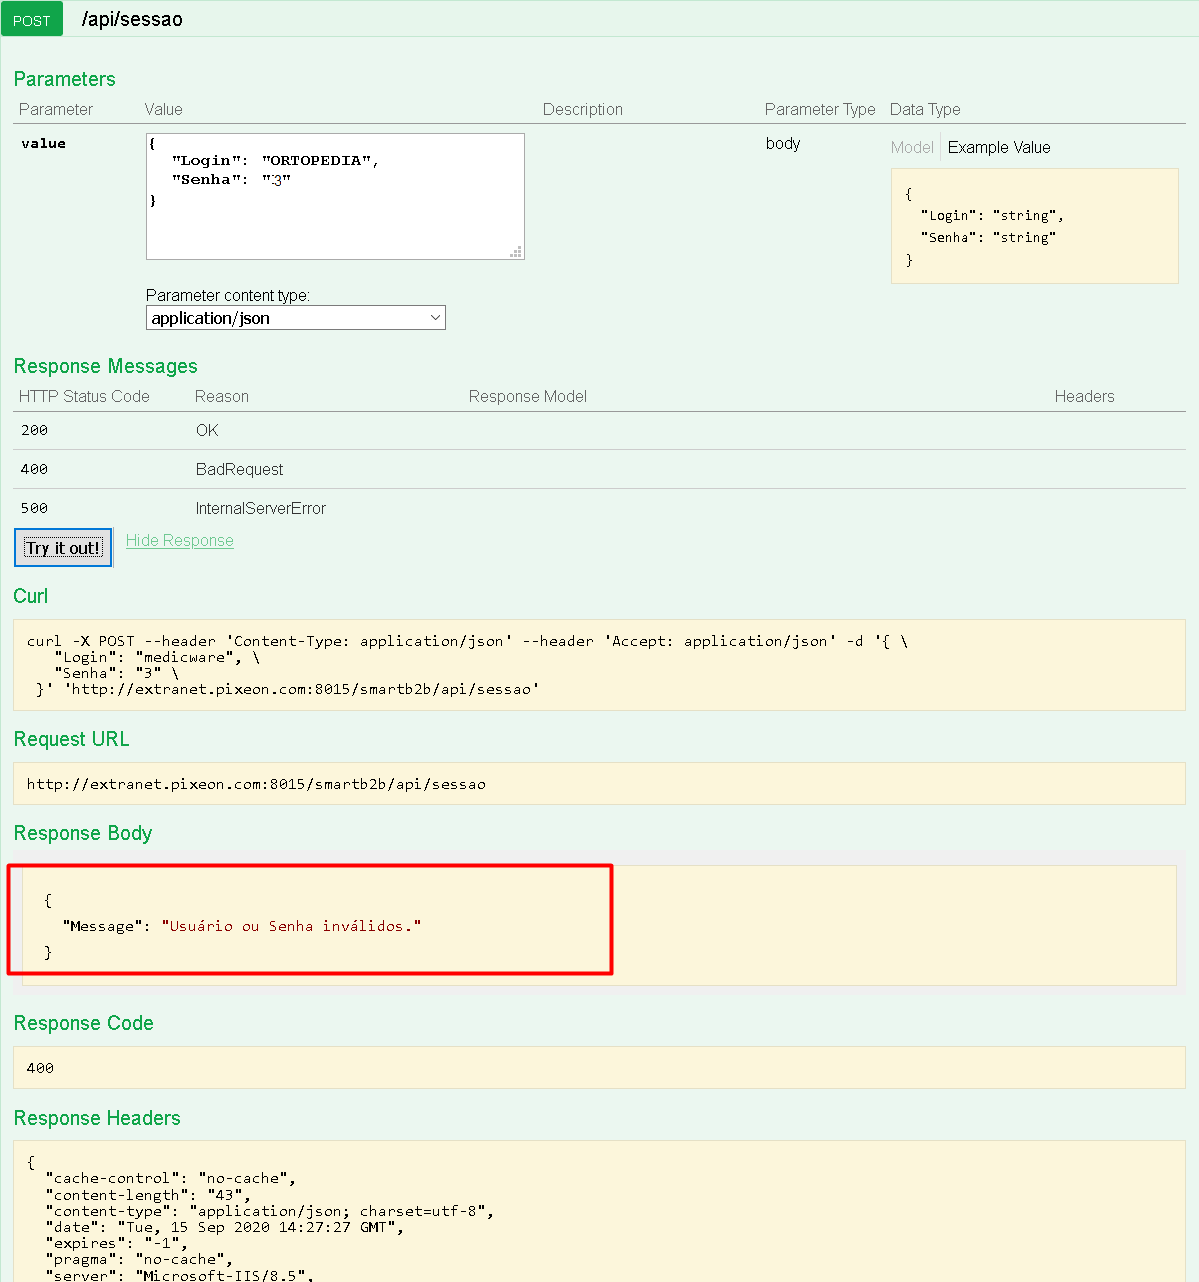 POST /api/sessao
Parameters
Parameter Value Description Parameter Type Data Type
value
{
"Login": "ORTOPEDIA",
"Senha": "3"
}
body
Model Example Value
{
"Login": "string",
"Senha": "string"
}
Parameter content type:
application/json
Response Messages
HTTP Status Code Reason Response Model Headers
200 OK
400 BadRequest
500 InternalServerError
Try it out! Hide Response
Curl
curl -X POST --header 'Content-Type: application/json' --header 'Accept: application/json' -d '{ \
"Login": "medicware", \
"Senha": "3" \
}' 'http://extranet.pixeon.com:8015/smartb2b/api/sessao'
Request URL
http://extranet.pixeon.com:8015/smartb2b/api/sessao
Response Body
{
"Message": "Usuário ou Senha inválidos."
}
Response Code
400
Response Headers
{
"cache-control": "no-cache",
"content-length": "43",
"content-type": "application/json; charset=utf-8",
"date": "Tue, 15 Sep 2020 14:27:27 GMT",
"expires": "-1",
"pragma": "no-cache",
"server": "Microsoft-IIS/8.5",